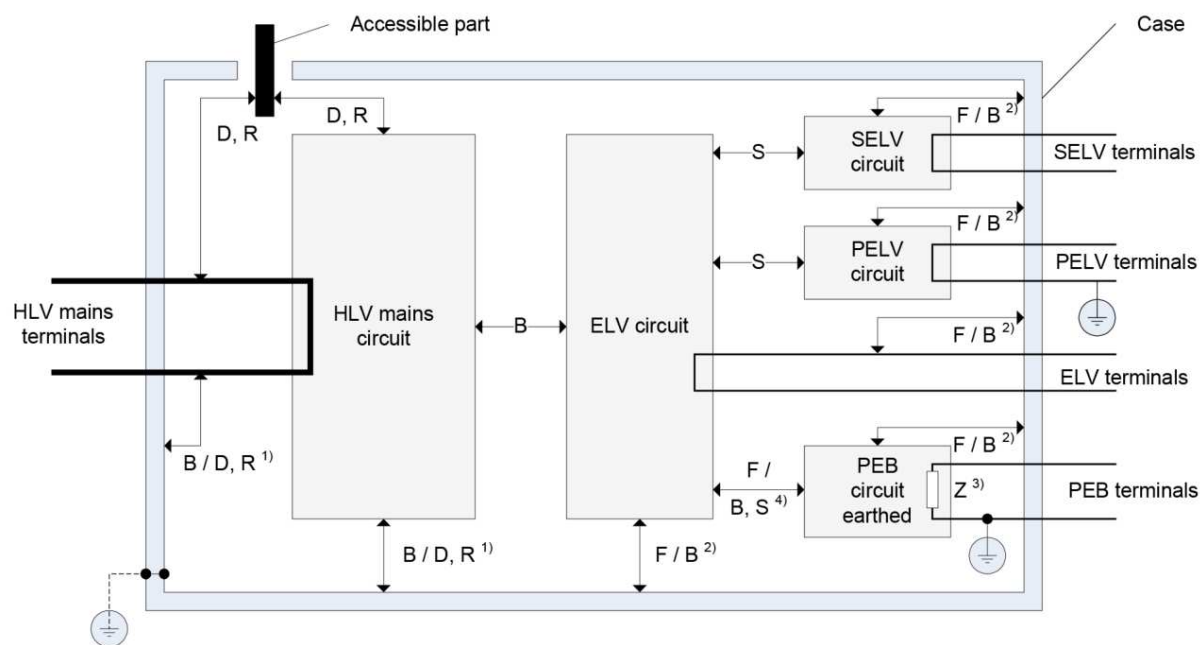 Accessible part
Case
D, R
D, R
F / B 2)
SELV
circuit
SELV terminals
S
F / B 2)
PELV
circuit
PELV terminals
S
HLV mains
terminals
HLV mains
circuit
B
ELV circuit
F / B 2)
ELV terminals
B / D, R 1)
F / B 2)
F /
B, S 4)
PEB
circuit
earthed
Z 3)
PEB terminals
B / D, R 1)
F / B 2)